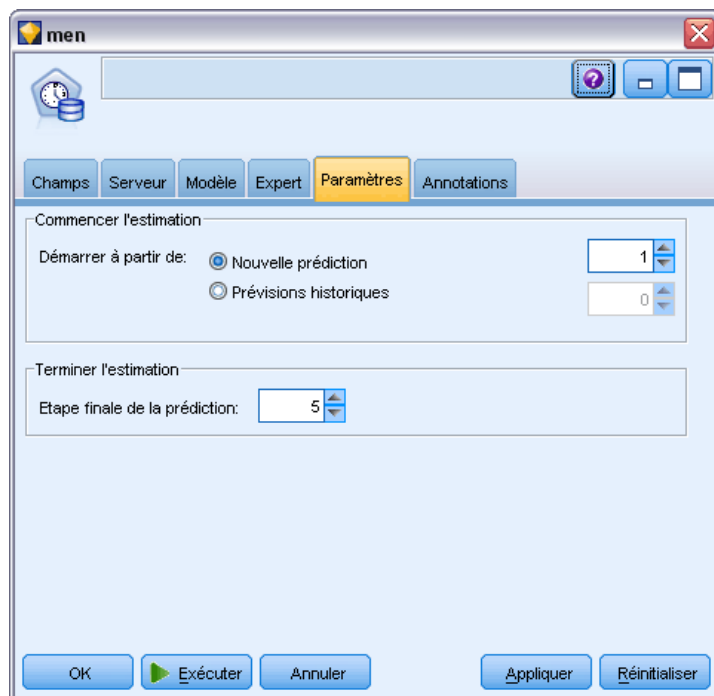 men
Champs Serveur Modèle Expert Paramètres Annotations
Commencer l'estimation
Démarrer à partir de: Nouvelle prédiction 1
Prévisions historiques 0
Terminer l'estimation
Etape finale de la prédiction: 5
OK Exécuter Annuler Appliquer Réinitialiser